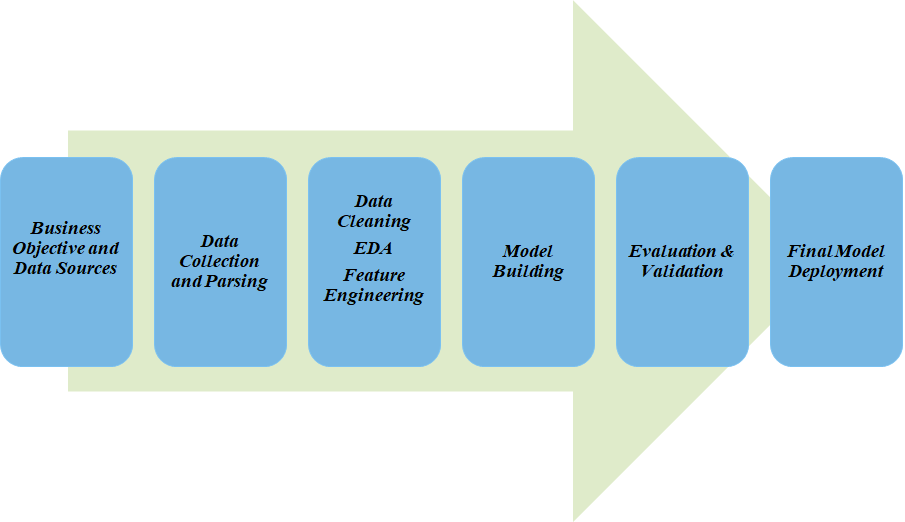 Business
Objective and
Data Sources
Data
Collection
and Parsing
Data
Cleaning
EDA
Feature
Engineering
Model
Building
Evaluation &
Validation
Final Model
Deployment